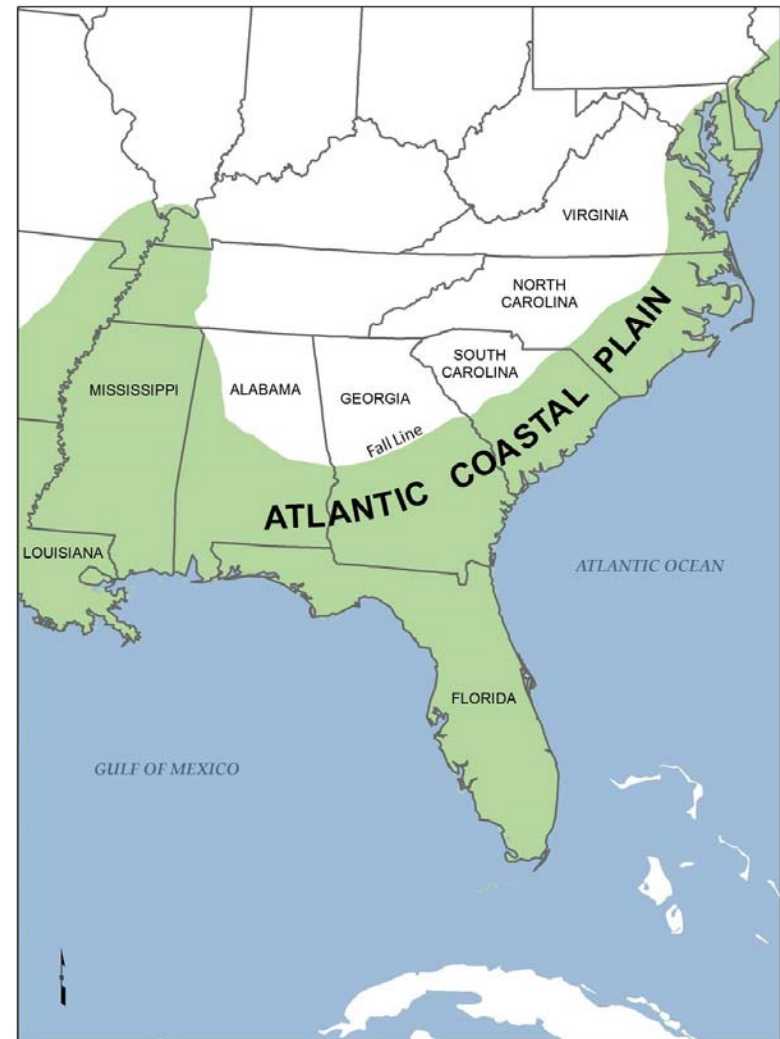 VIRGINIA
NORTH
CAROLINA
SOUTH
CAROLINA
MISSISSIPPI
ALABAMA
GEORGIA
Fall Line
ATLANTIC COASTAL PLAIN
LOUISIANA
ATLANTIC OCEAN
FLORIDA
GULF OF MEXICO